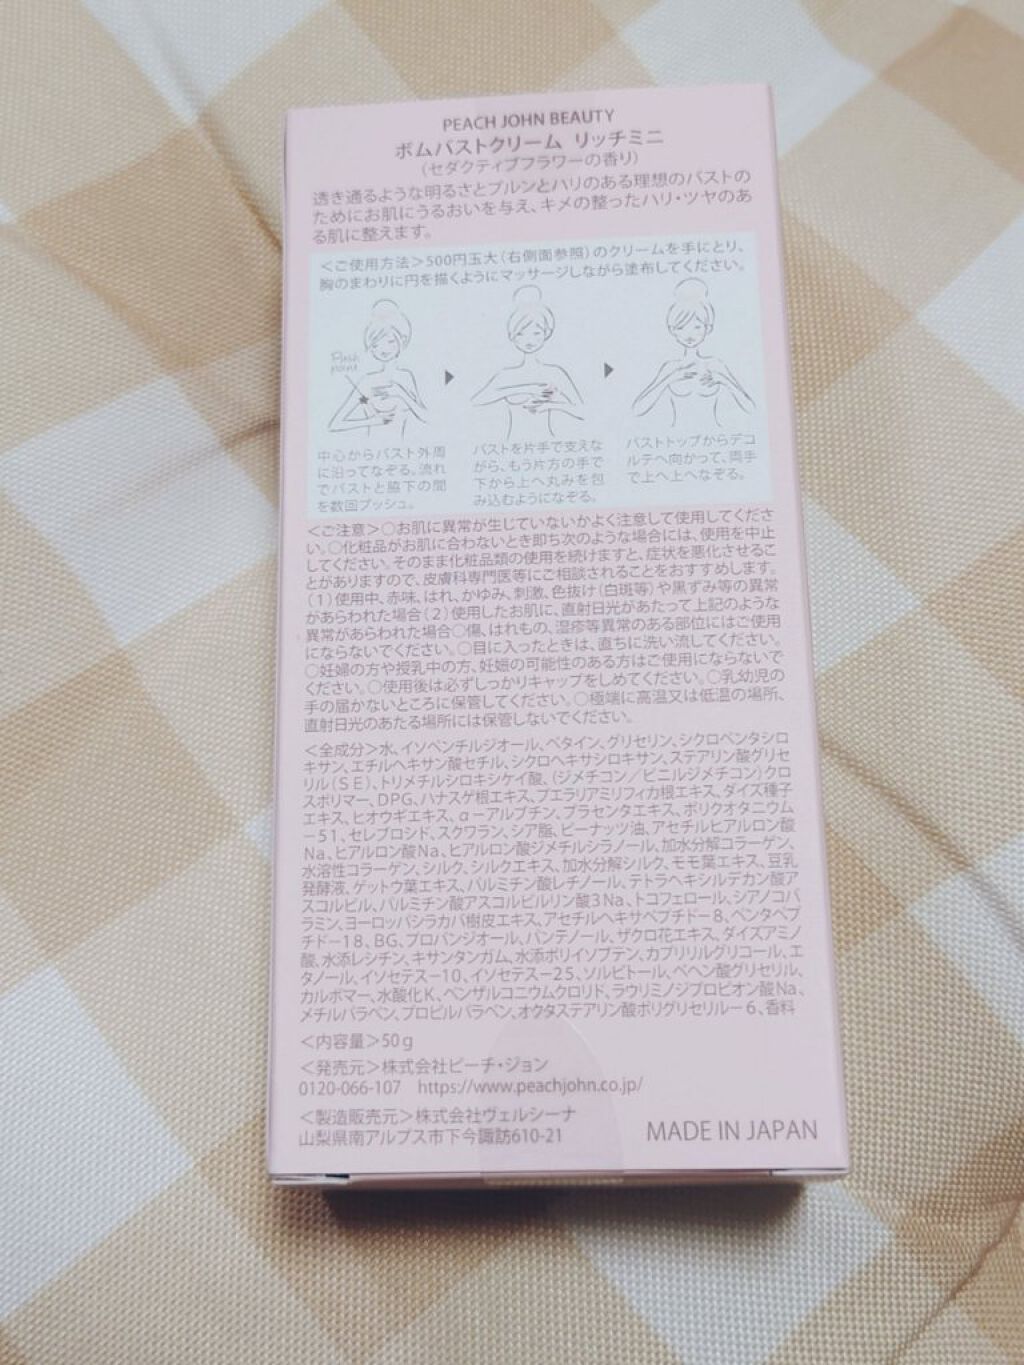 PEACH JOHN BEAUTY
ボムバストクリーム リッチミニ
（セダクティブフラワーの香り）
透き通るような明るさとプルンとハリのある理想のバストの
ためにお肌にうるおいを与え、キメの整ったハリ・ツヤのあ
る肌に整えます。
＜ご使用方法＞500円玉大（右側面参照）のクリームを手にとり、
胸のまわりに円を描くようにマッサージしながら塗布してください。
Push
point
中心からバスト外周
に沿ってなぞる。流れ
でバストと脇下の間
を数回プッシュ。
バストを片手で支えな
がら、もう片方の手で
下から上へ丸みを包
み込むようになぞる。
バストトップからデコ
ルテへ向かって、両手
で上へ上へなぞる。
＜ご注意＞○お肌に異常が生じていないかよく注意して使用してくださ
い。○化粧品がお肌に合わないとき即ち次のような場合には、使用を中止
してください。そのまま化粧品類の使用を続けますと、症状を悪化させるこ
とがありますので、皮膚科専門医等にご相談されることをおすすめします。
（1）使用中、赤味、はれ、かゆみ、刺激、色抜け（白斑等）や黒ずみ等の異常
があらわれた場合（2）使用したお肌に、直射日光があたって上記のような
異常があらわれた場合○傷、はれもの、湿疹等異常のある部位にはご使用
にならないでください。○目に入ったときは、直ちに洗い流してください。
○妊婦の方や授乳中の方、妊娠の可能性のある方はご使用にならないで
ください。○使用後は必ずしっかりキャップをしめてください。○乳幼児の
手の届かないところに保管してください。○極端に高温又は低温の場所、
直射日光のあたる場所には保管しないでください。
＜全成分＞水、イソペンチルジオール、ベタイン、グリセリン、シクロペンタシロ
キサン、エチルヘキサン酸セチル、シクロヘキサシロキサン、ステアリン酸グリセ
リル（SE）、トリメチルシロキシケイ酸、（ジメチコン／ビニルジメチコン）クロ
スポリマー、DPG、ハナスゲ根エキス、プエラリアミリフィカ根エキス、ダイズ種子
エキス、ヒオウギエキス、α－アルブチン、プラセンタエキス、ポリクオタニウム
－51、セレブロシド、スクワラン、シア脂、ピーナッツ油、アセチルヒアルロン酸
Na、ヒアルロン酸Na、ヒアルロン酸ジメチルシラノール、加水分解コラーゲン、
水溶性コラーゲン、シルク、シルクエキス、加水分解シルク、モモ葉エキス、豆乳
発酵液、ゲットウ葉エキス、パルミチン酸レチノール、テトラヘキシルデカン酸ア
スコルビル、パルミチン酸アスコルビルリン酸3Na、トコフェロール、シアノコバ
ラミン、ヨーロッパシラカバ樹皮エキス、アセチルヘキサペプチド－8、ペンタペプ
チド－18、BG、プロパンジオール、パンテノール、ザクロ花エキス、ダイズアミノ
酸、水添レシチン、キサンタンガム、水添ポリイソブテン、カプリリルグリコール、エ
タノール、イソセテス－10、イソセテス－25、ソルビトール、ベヘン酸グリセリル、
カルボマー、水酸化K、ベンザルコニウムクロリド、ラウリミノジプロピオン酸Na、
メチルパラベン、プロピルパラベン、オクタステアリン酸ポリグリセリル－6、香料
＜内容量＞50g
＜発売元＞株式会社ピーチ・ジョン
0120-066-107 https://www.peachjohn.co.jp/
＜製造販売元＞株式会社ヴェルシーナ
山梨県南アルプス市下今諏訪610-21
MADE IN JAPAN